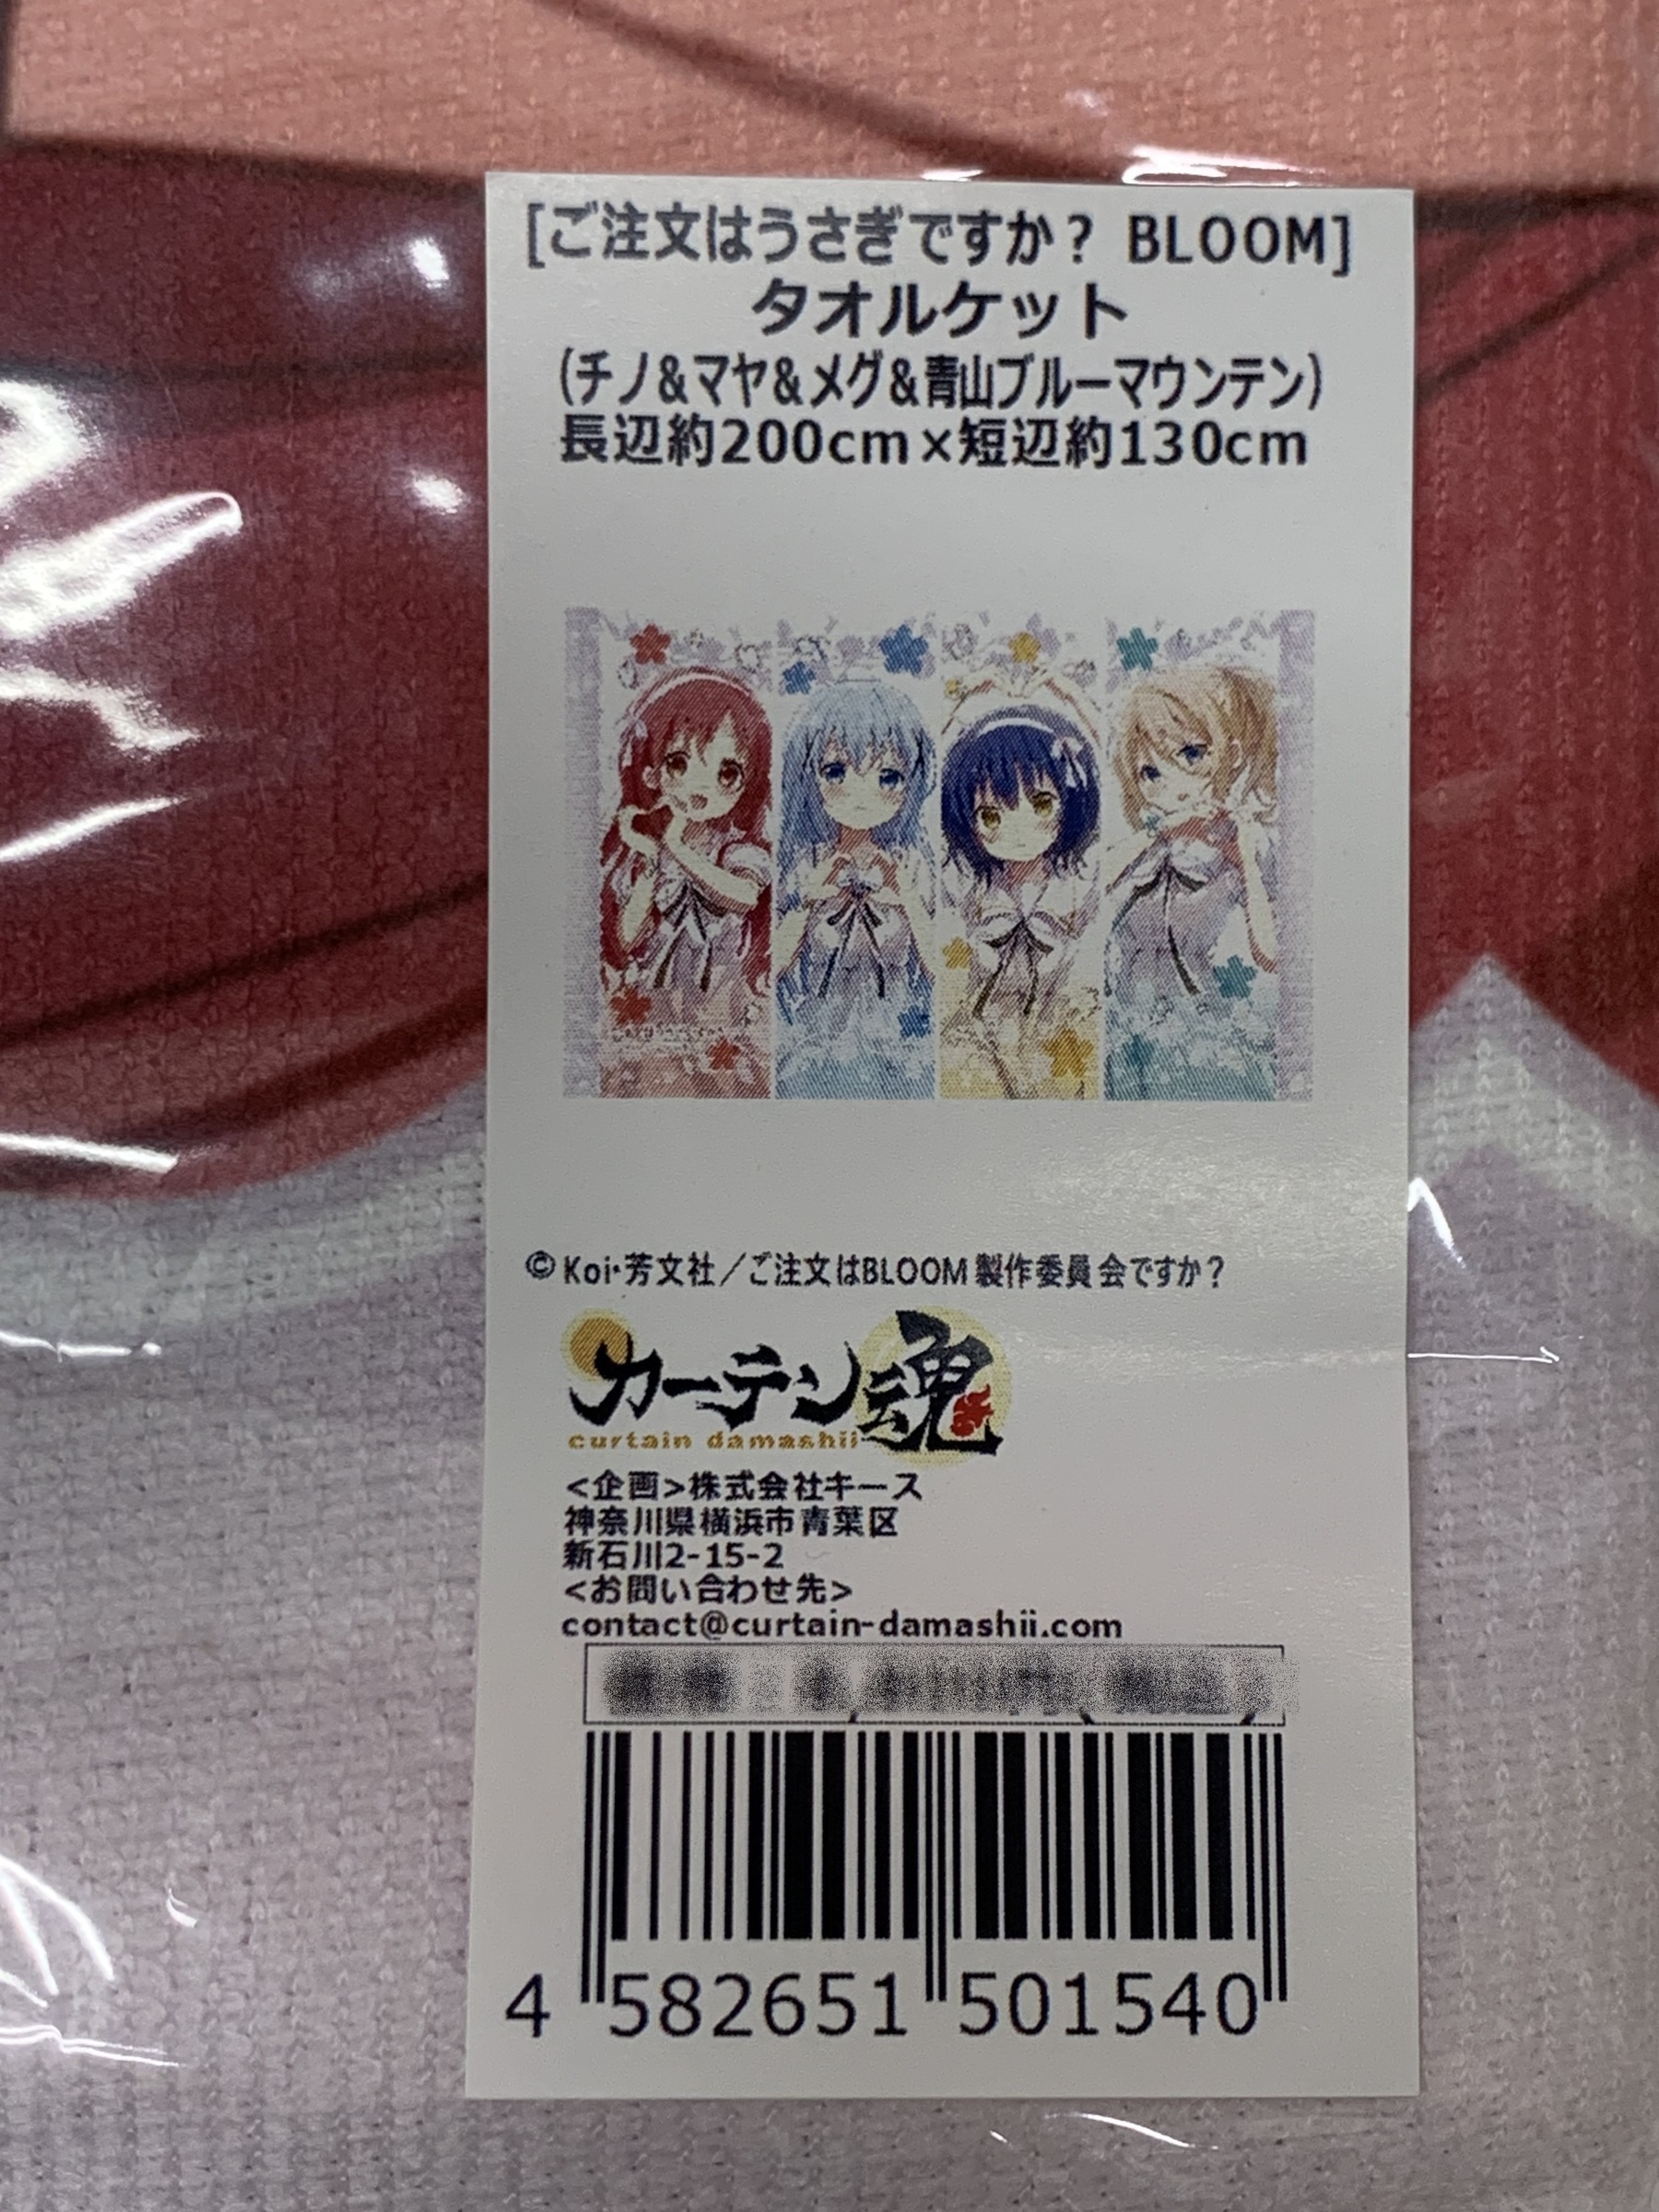 [ご注文はうさぎですか？ BLOOM]
タオルケット
(チノ&マヤ&メグ&青山ブルーマウンテン)
長辺約200cm×短辺約130cm
©Koi・芳文社／ご注文はBLOOM製作委員会ですか？
カーテン魂
curtain damashii
<企画>株式会社キース
神奈川県横浜市青葉区
新石川2-15-2
<お問い合わせ先>
contact@curtain-damashii.com
4 582651 501540